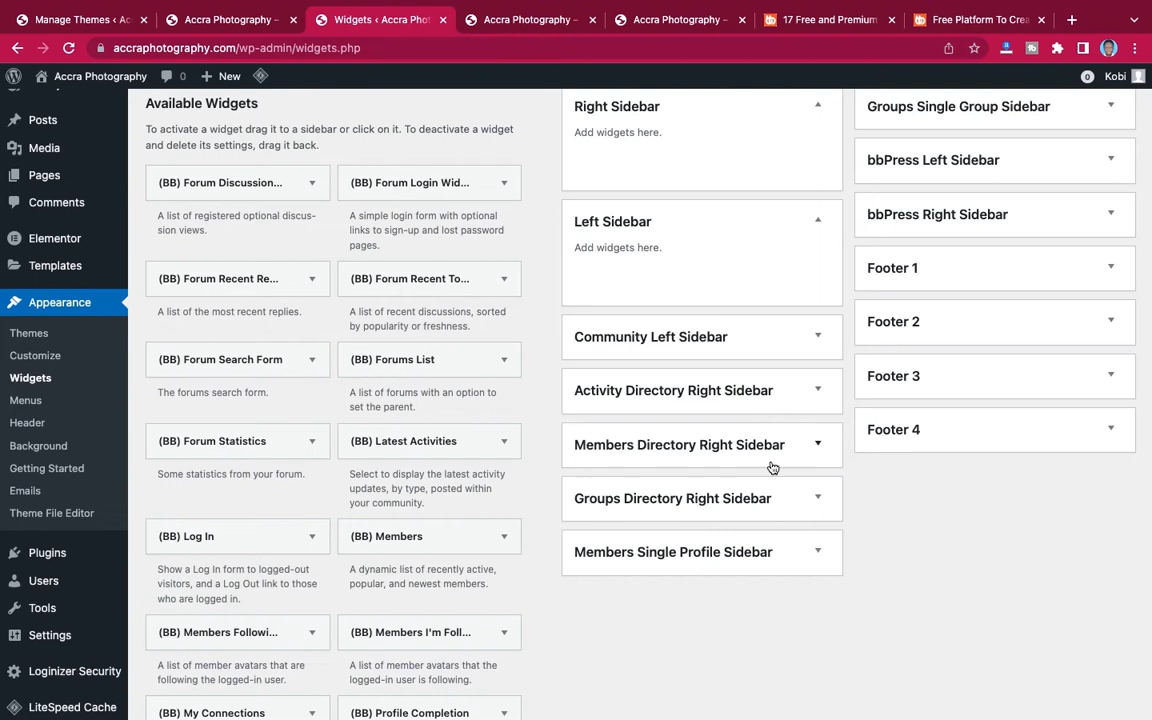 Manage Themes ‹ Ac
Accra Photography –
Widgets ‹ Accra Phot
Accra Photography –
Accra Photography –
17 Free and Premium
Free Platform To Crea
accraphotography.com/wp-admin/widgets.php
Accra Photography
0
New
0
Kobi
Posts
Media
Pages
Comments
Elementor
Templates
Appearance
Themes
Customize
Widgets
Menus
Header
Background
Getting Started
Emails
Theme File Editor
Plugins
Users
Tools
Settings
Loginizer Security
LiteSpeed Cache
Available Widgets
To activate a widget drag it to a sidebar or click on it. To deactivate a widget
and delete its settings, drag it back.
(BB) Forum Discussion...
A list of registered optional discus-
sion views.
(BB) Forum Login Wid...
A simple login form with optional
links to sign-up and lost password
pages.
(BB) Forum Recent Re...
A list of the most recent replies.
(BB) Forum Recent To...
A list of recent discussions, sorted
by popularity or freshness.
(BB) Forum Search Form
The forums search form.
(BB) Forums List
A list of forums with an option to
set the parent.
(BB) Forum Statistics
Some statistics from your forum.
(BB) Latest Activities
Select to display the latest activity
updates, by type, posted within
your community.
(BB) Log In
Show a Log In form to logged-out
visitors, and a Log Out link to those
who are logged in.
(BB) Members
A dynamic list of recently active,
popular, and newest members.
(BB) Members Followi...
A list of member avatars that are
following the logged-in user.
(BB) Members I'm Foll...
A list of member avatars that the
logged-in user is following.
(BB) My Connections
(BB) Profile Completion
Right Sidebar
Add widgets here.
Left Sidebar
Add widgets here.
Community Left Sidebar
Activity Directory Right Sidebar
Members Directory Right Sidebar
Groups Directory Right Sidebar
Members Single Profile Sidebar
Groups Single Group Sidebar
bbPress Left Sidebar
bbPress Right Sidebar
Footer 1
Footer 2
Footer 3
Footer 4